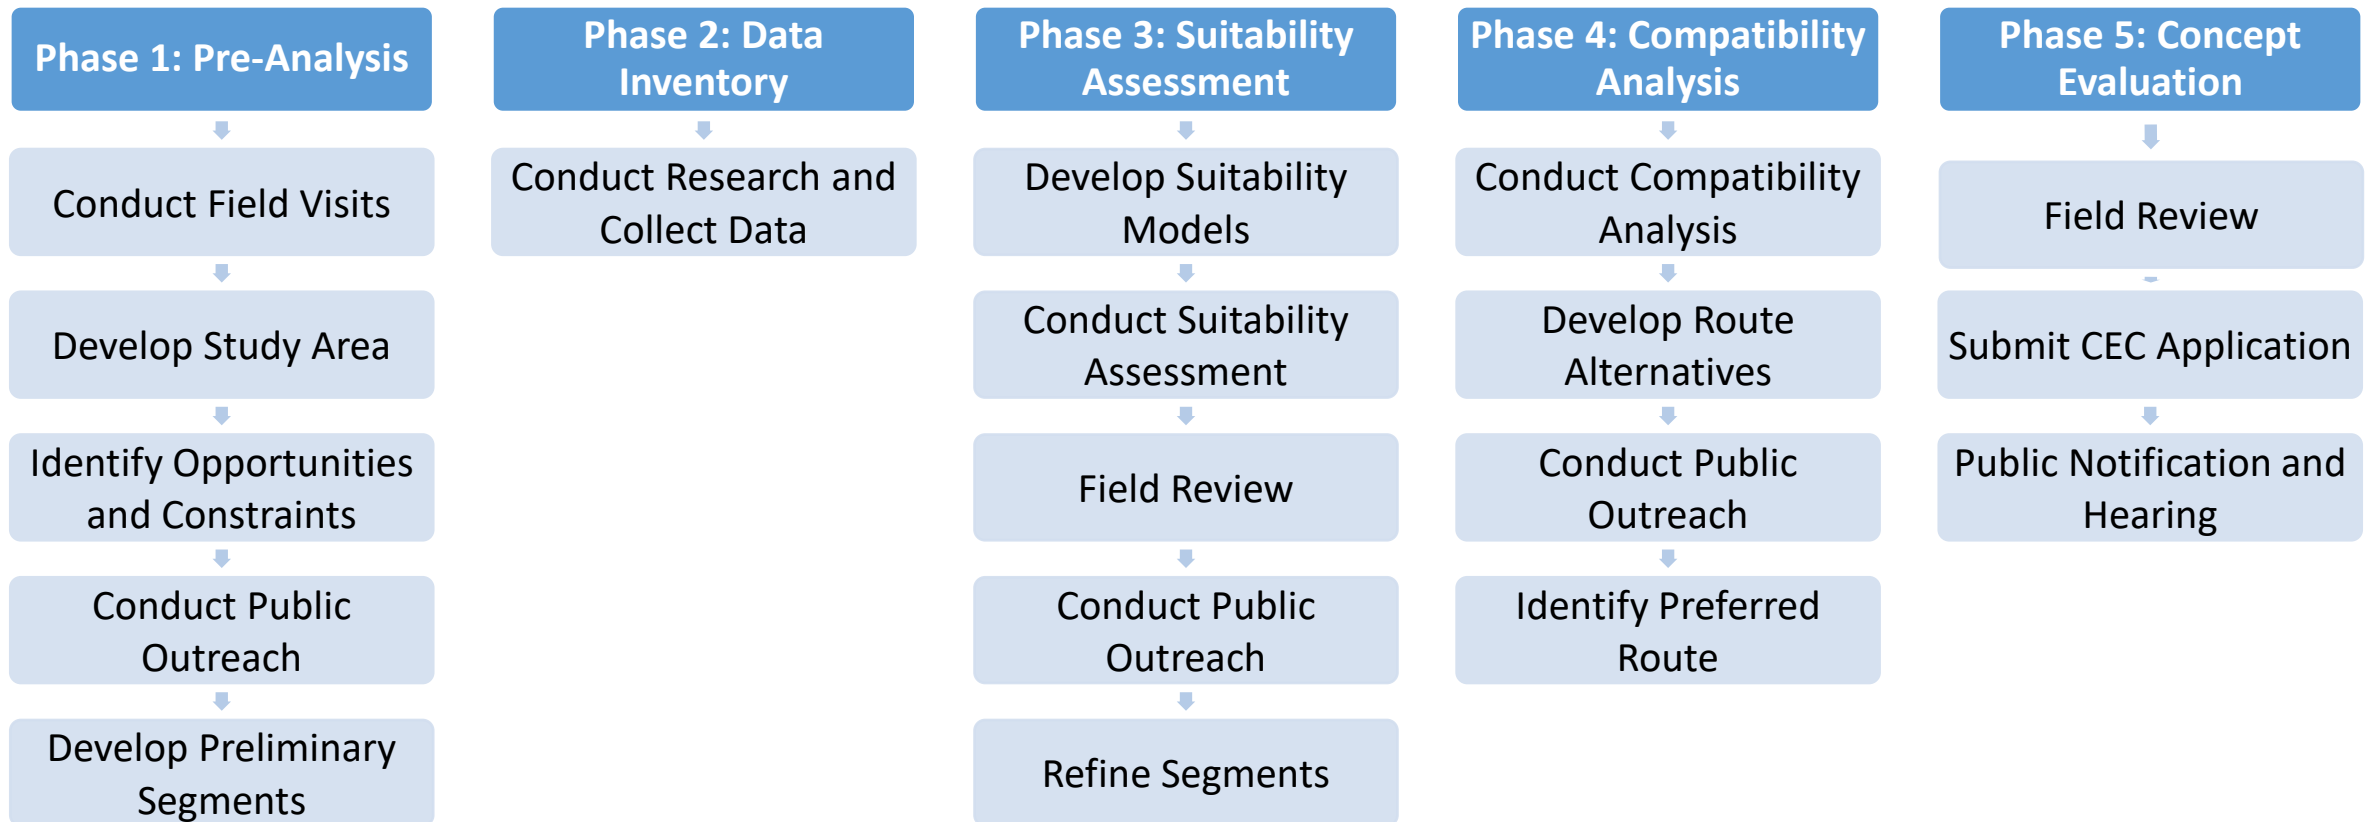 Phase 1: Pre-Analysis
Conduct Field Visits
Develop Study Area
Identify Opportunities
and Constraints
Conduct Public
Outreach
Develop Preliminary
Segments
Phase 2: Data
Inventory
Conduct Research and
Collect Data
Phase 3: Suitability
Assessment
Develop Suitability
Models
Conduct Suitability
Assessment
Field Review
Conduct Public
Outreach
Refine Segments
Phase 4: Compatibility
Analysis
Conduct Compatibility
Analysis
Develop Route
Alternatives
Conduct Public
Outreach
Identify Preferred
Route
Phase 5: Concept
Evaluation
Field Review
Submit CEC Application
Public Notification and
Hearing